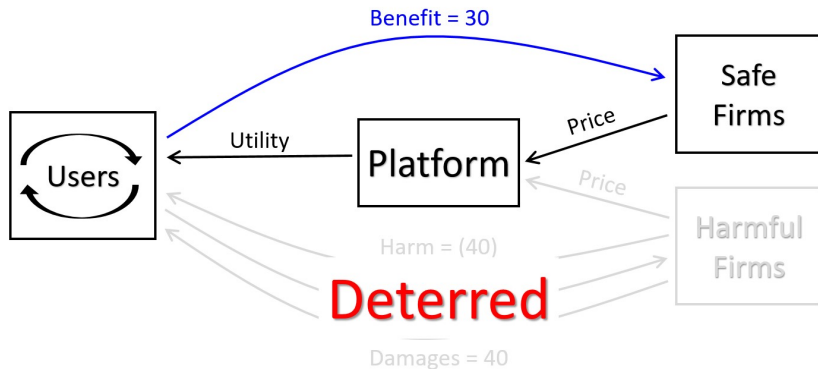 Benefit = 30
Safe
Firms
Price
Utility
Users
Platform
Price
Harmful
Firms
Harm = (40)
Deterred
Damages = 40